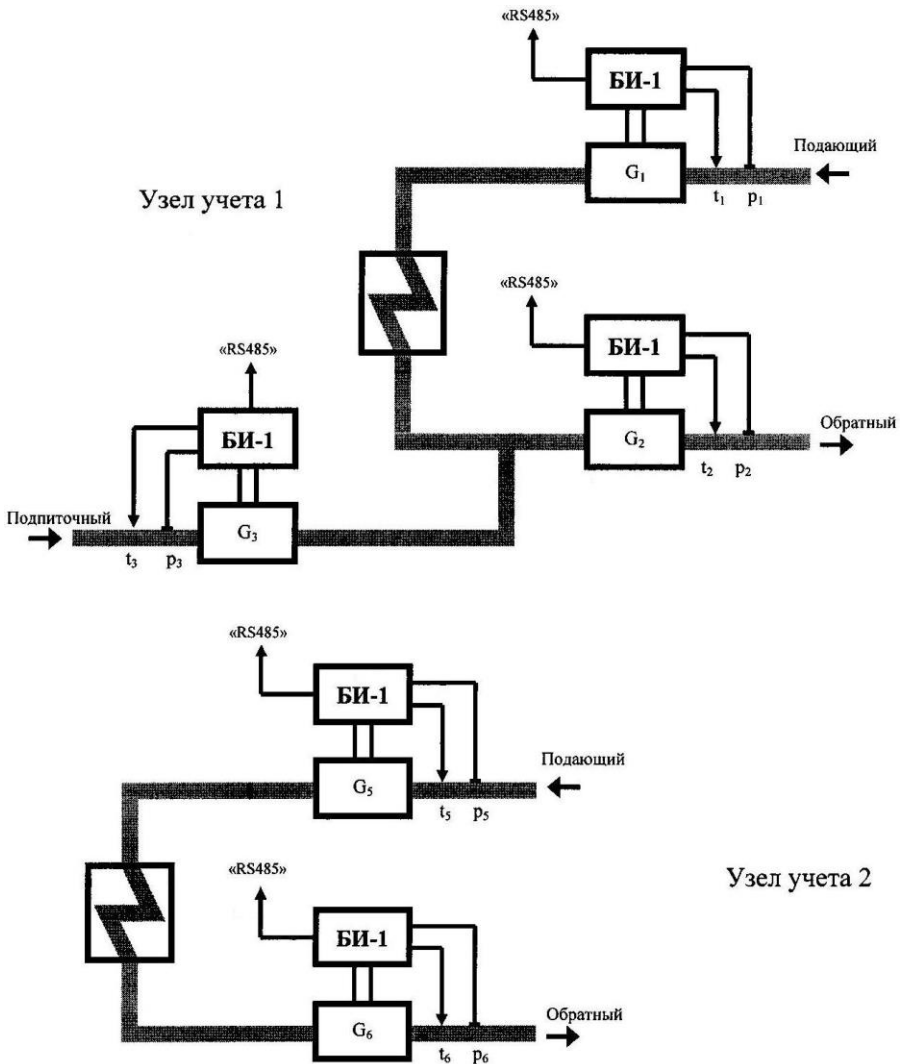 «RS485»
БИ-1
Подающий
G₁
t₁ p₁
Узел учета 1
«RS485»
БИ-1
Обратный
G₂
t₂ p₂
«RS485»
БИ-1
Подпиточный
G₃
t₃ p₃
«RS485»
БИ-1
Подающий
G₅
t₅ p₅
Узел учета 2
«RS485»
БИ-1
Обратный
G₆
t₆ p₆